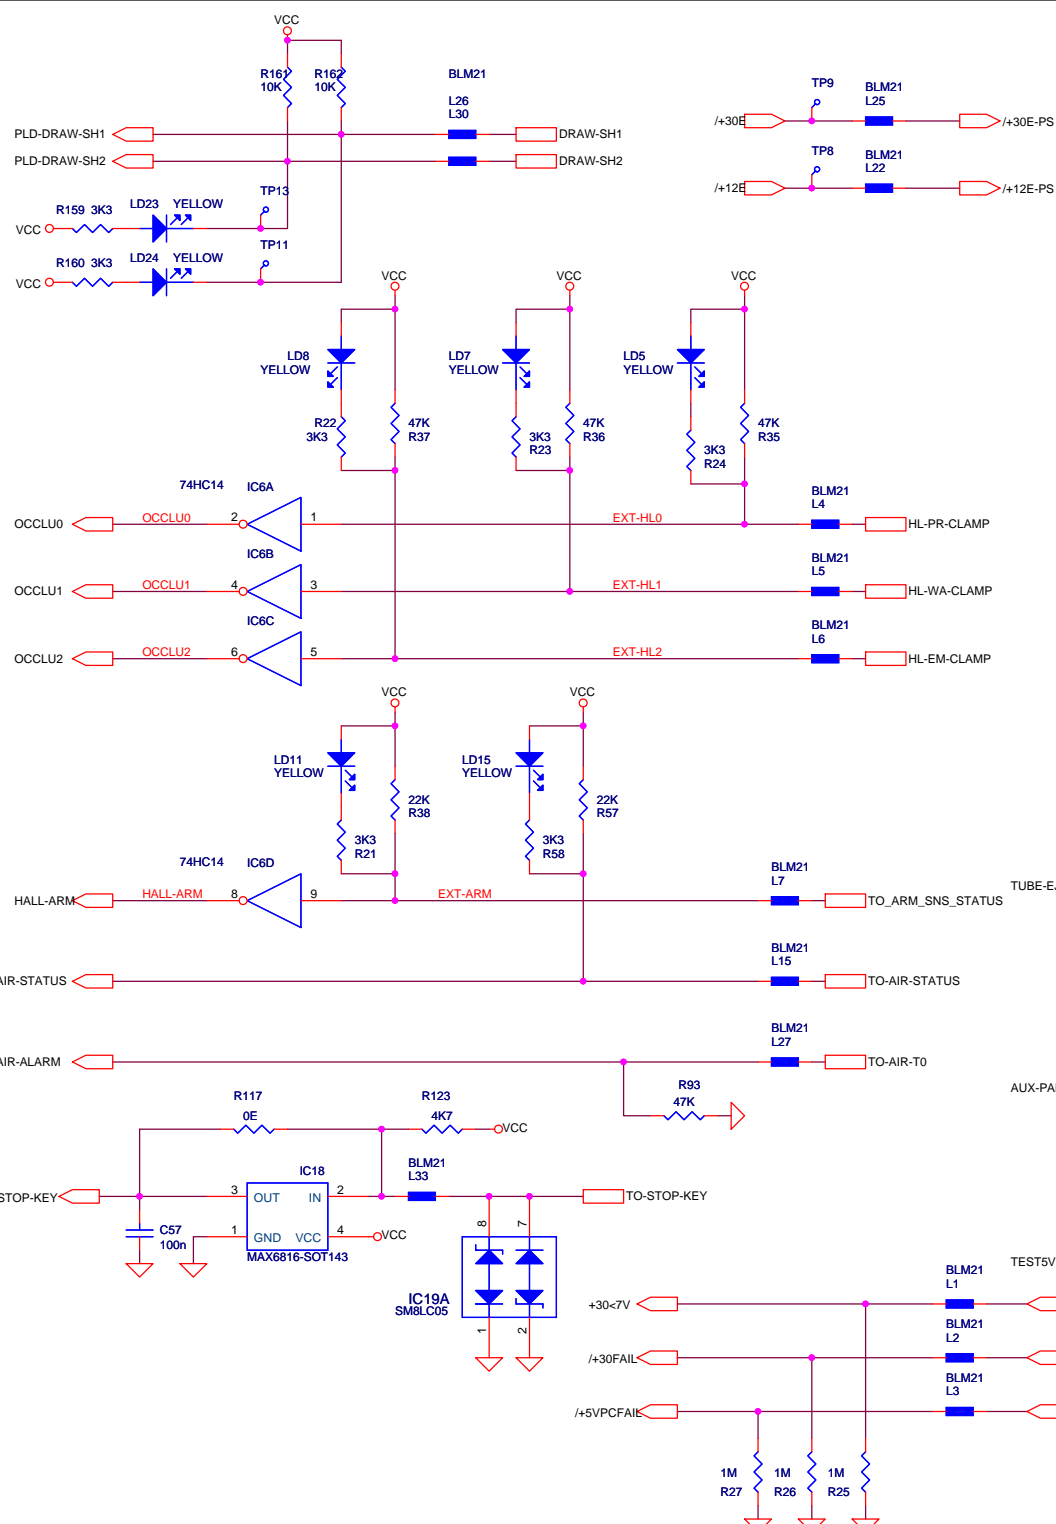 VCC
R161
10K
R162
10K
BLM21
L26
L30
PLD-DRAW-SH1
DRAW-SH1
PLD-DRAW-SH2
DRAW-SH2
TP9
BLM21
L25
/+30E
/+30E-PS
TP8
BLM21
L22
/+12E
/+12E-PS
R159 3K3
LD23 YELLOW
TP13
VCC
R160 3K3
LD24 YELLOW
TP11
VCC
VCC
VCC
VCC
LD8
YELLOW
LD7
YELLOW
LD5
YELLOW
R22
3K3
47K
R37
3K3
R23
47K
R36
3K3
R24
47K
R35
74HC14
IC6A
BLM21
L4
OCCLU0
OCCLU0
2
1
EXT-HL0
HL-PR-CLAMP
IC6B
BLM21
L5
OCCLU1
OCCLU1
4
3
EXT-HL1
HL-WA-CLAMP
IC6C
BLM21
L6
OCCLU2
OCCLU2
6
5
EXT-HL2
HL-EM-CLAMP
VCC
VCC
LD11
YELLOW
LD15
YELLOW
22K
R38
22K
R57
3K3
R21
3K3
R58
74HC14
IC6D
BLM21
L7
HALL-ARM
HALL-ARM
8
9
EXT-ARM
TO_ARM_SNS_STATUS
TUBE-E
BLM21
L15
AIR-STATUS
TO-AIR-STATUS
BLM21
L27
AIR-ALARM
TO-AIR-T0
R93
47K
AUX-PA
R117
0E
R123
4K7
VCC
BLM21
L33
IC18
STOP-KEY
3
OUT
IN
2
TO-STOP-KEY
C57
100n
1
GND
VCC
4
VCC
MAX6816-SOT143
8
7
IC19A
SM8LC05
1
2
TEST5V
BLM21
L1
+30<7V
BLM21
L2
/+30FAIL
BLM21
L3
/+5VPCFAIL
1M
R27
1M
R26
1M
R25